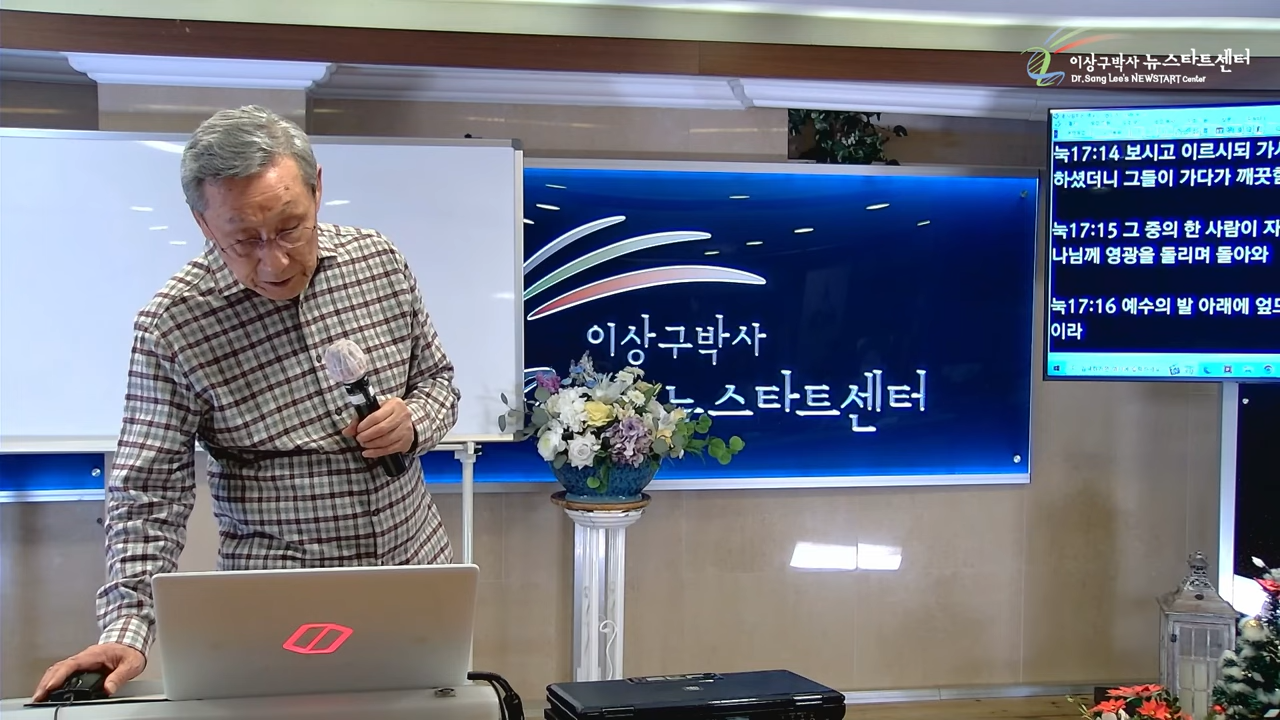 이상구박사 뉴스타트센터
Dr. Sang Lee's NEWSTART Center
눅17:14 보시고 이르시되 가
하셨더니 그들이 가다가 깨끗함
눅17:15 그 중의 한 사람이 자
나님께 영광을 돌리며 돌아와
눅17:16 예수의 발 아래에 엎드
이라
이상구박사
뉴스타트센터